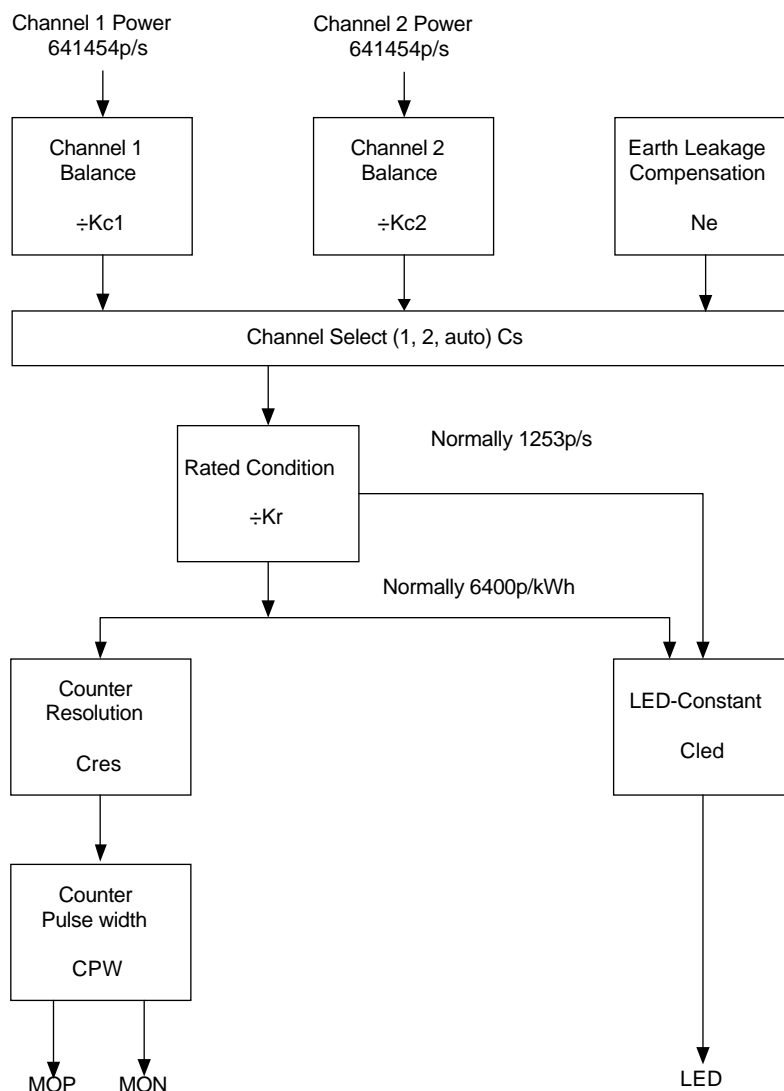 Channel 1 Power
641454p/s
Channel 2 Power
641454p/s
Channel 1
Balance
÷Kc1
Channel 2
Balance
÷Kc2
Earth Leakage
Compensation
Ne
Channel Select (1, 2, auto) Cs
Normally 1253p/s
Rated Condition
÷Kr
Normally 6400p/kWh
Counter
Resolution
Cres
LED-Constant
Cled
Counter
Pulse width
CPW
MOP
MON
LED